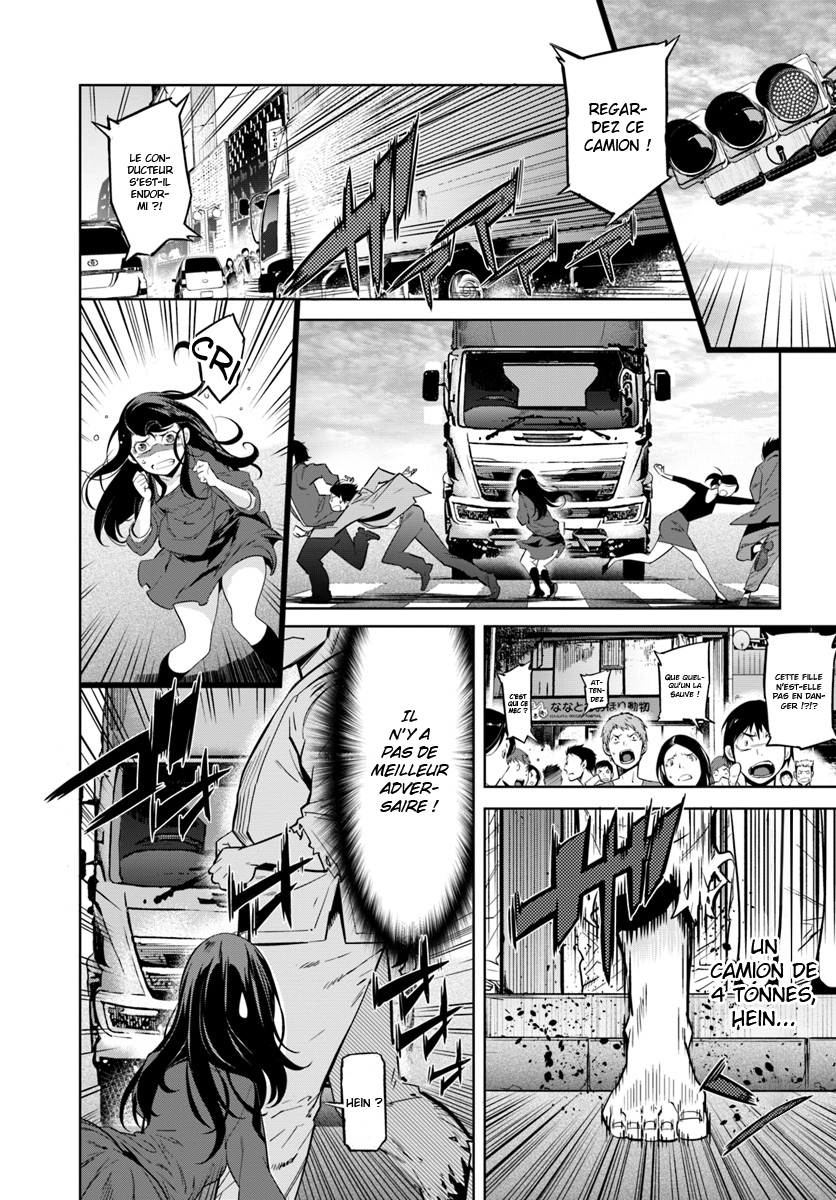 REGAR-
DEZ CE
CAMION !
LE CON-
DUCTEUR
S'EST-IL
ENDOR-
MI ?!
CRI
CETTE FILLE
N'EST-ELLE
PAS EN DAN-
GER !?!?
QUE QUEL-
QU'UN LA
SAUVE !
AT-
TEN-
DEZ
C'EST
QUI CE
MEC ?
UN
CAMION DE
4 TONNES,
HEIN...
IL
N'Y A
PAS DE
MEILLEUR
ADVER-
SAIRE !
HEIN ?